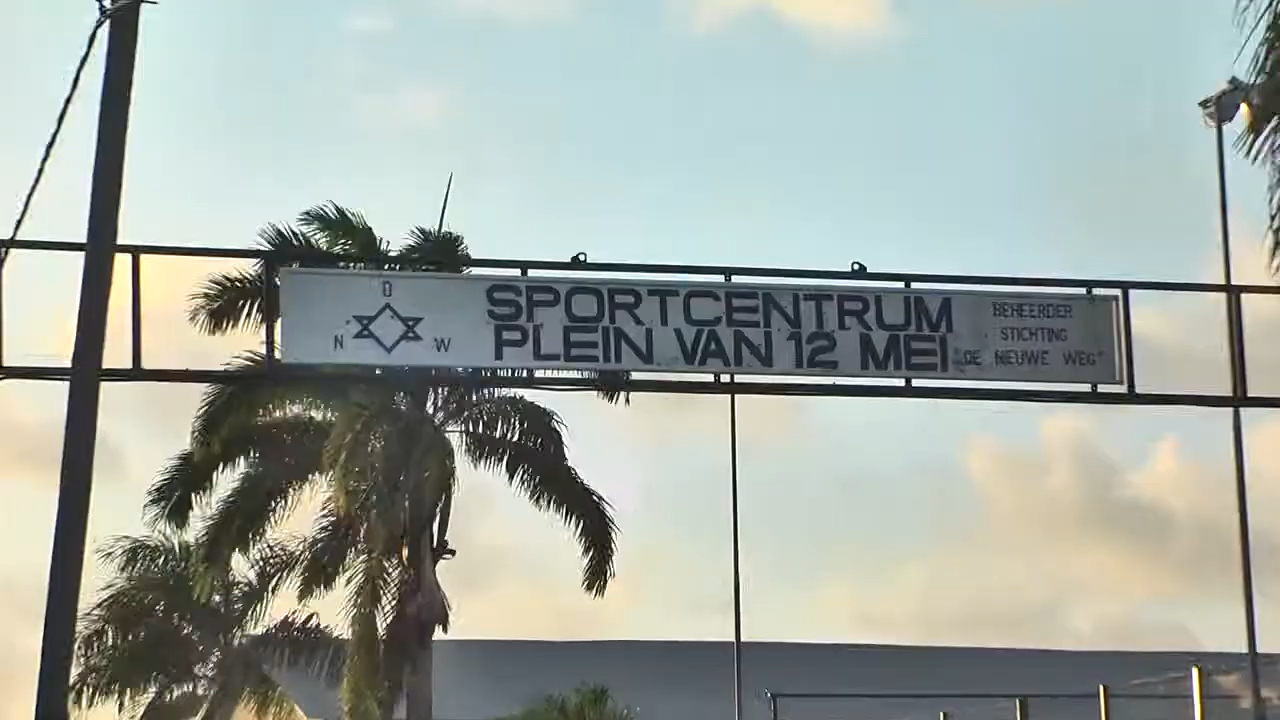 D
N W
SPORTCENTRUM
PLEIN VAN 12 MEI
BEHEERDER
STICHTING
"DE NIEUWE WEG"